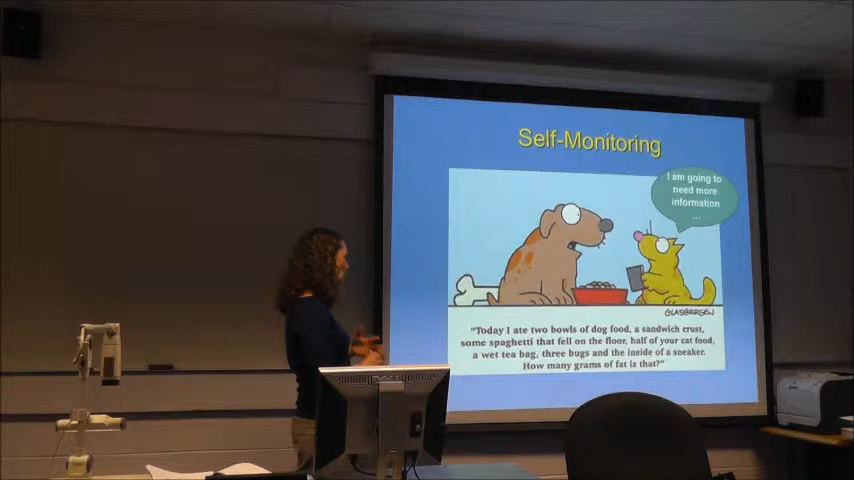 Self-Monitoring
I am going to
need more
information
...
GLASBERGEN
"Today I ate two bowls of dog food, a sandwich crust,
some spaghetti that fell on the floor, half of your cat food,
a wet tea bag, three bugs and the inside of a sneaker.
How many grams of fat is that?"